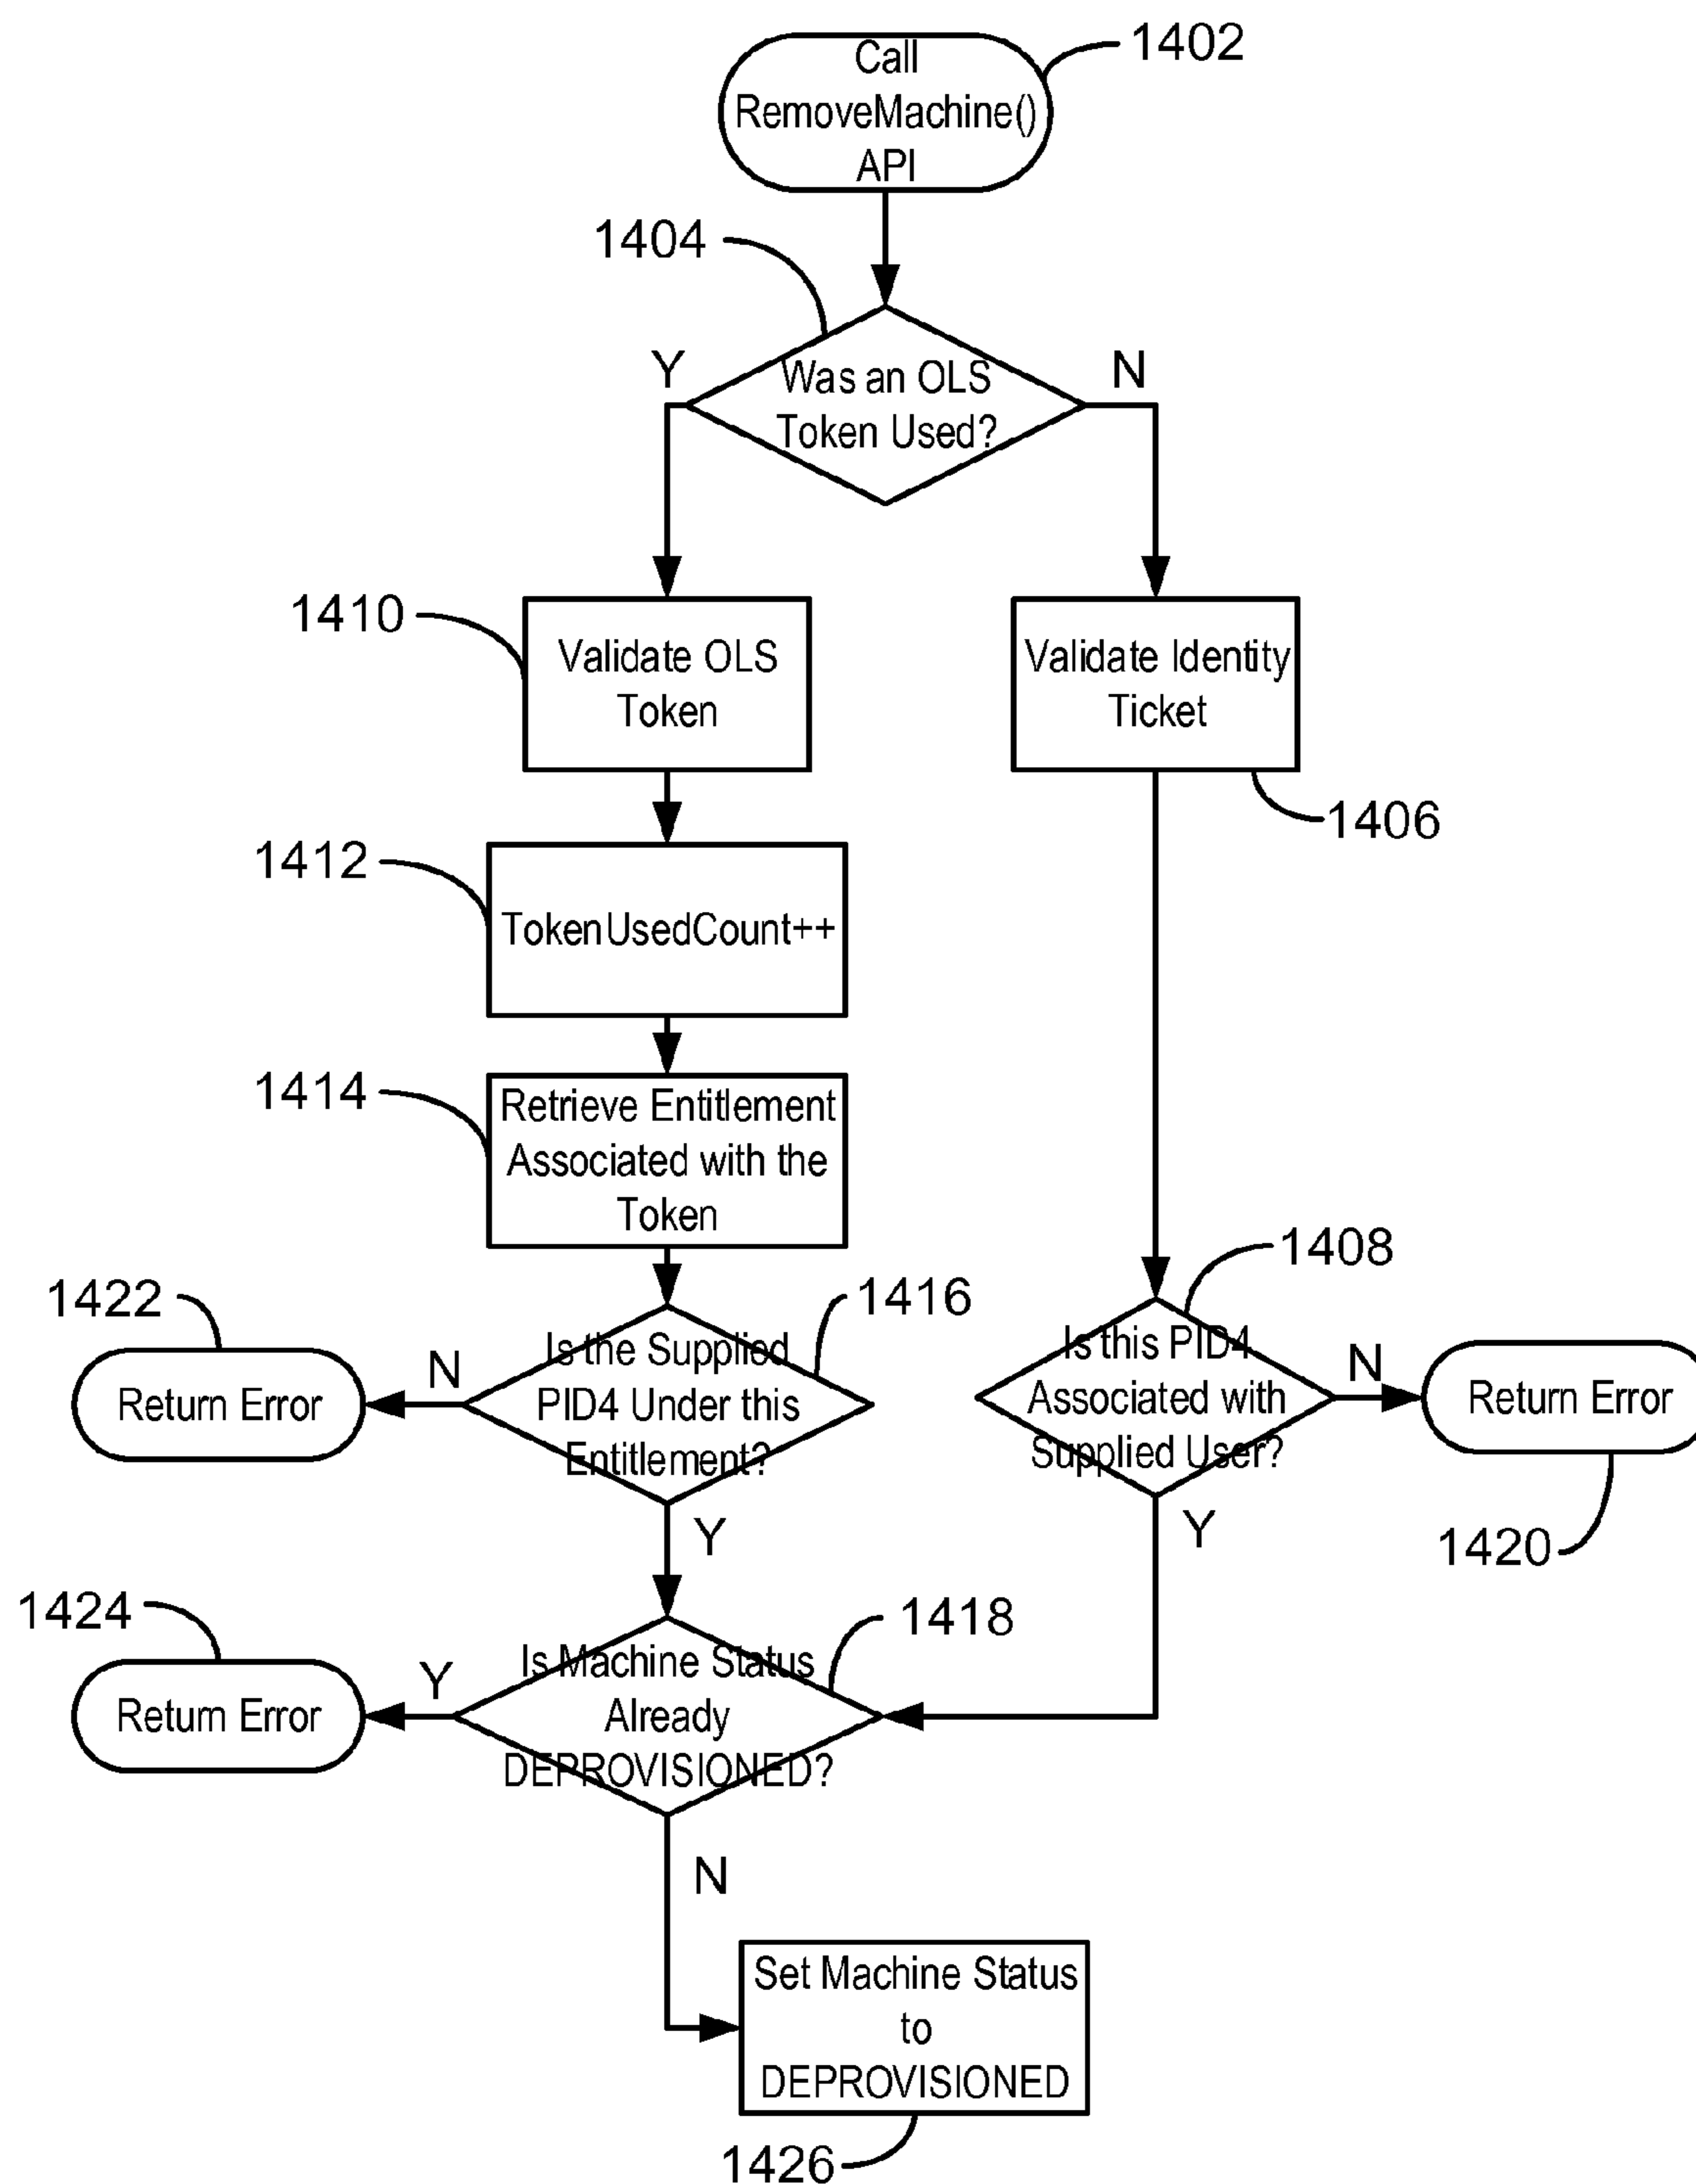 Call
RemoveMachine()
API
1402
1404
Y
Was an OLS
Token Used?
N
1410
Validate OLS
Token
Validate Identity
Ticket
1406
1412
TokenUsedCount++
1414
Retrieve Entitlement
Associated with the
Token
1422
Return Error
N
Is the Supplied
PID4 Under this
Entitlement?
1416
Y
1408
Is this PID4
Associated with
Supplied User?
N
Return Error
1420
Y
1424
Return Error
Y
Is Machine Status
Already
DEPROVISIONED?
1418
N
Set Machine Status
to
DEPROVISIONED
1426